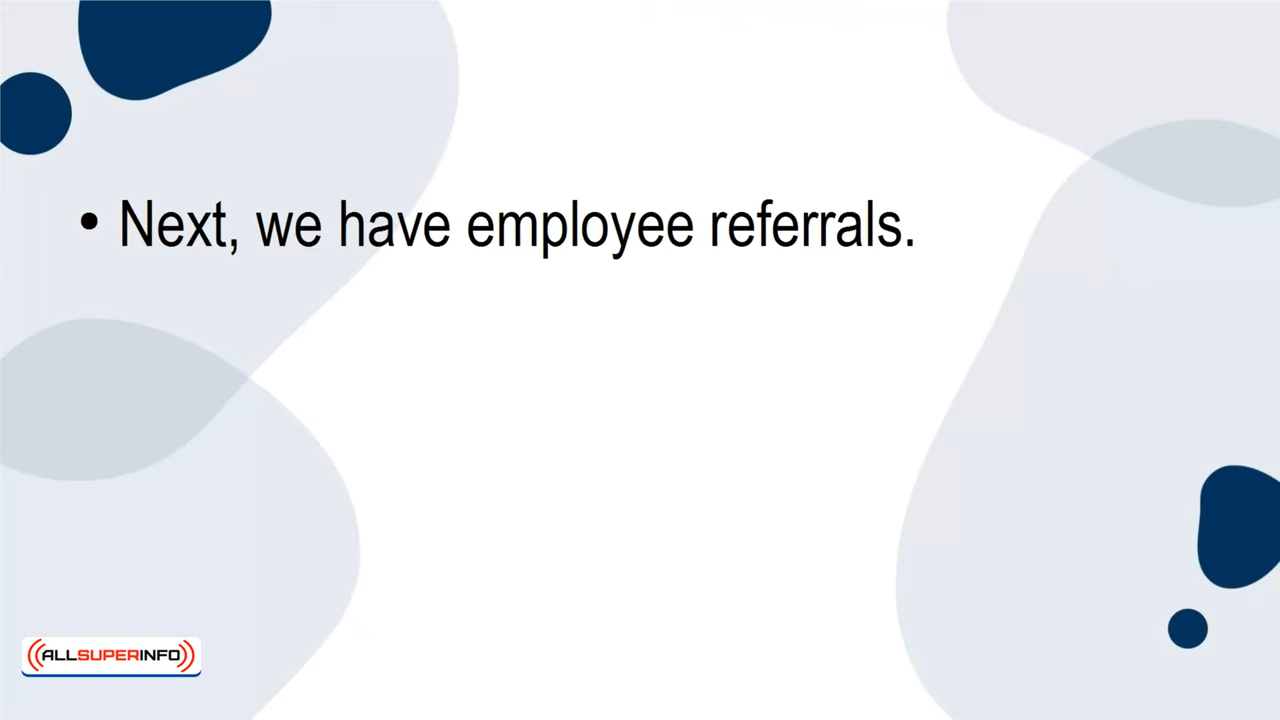 • Next, we have employee referrals.
((ALLSUPERINFO))